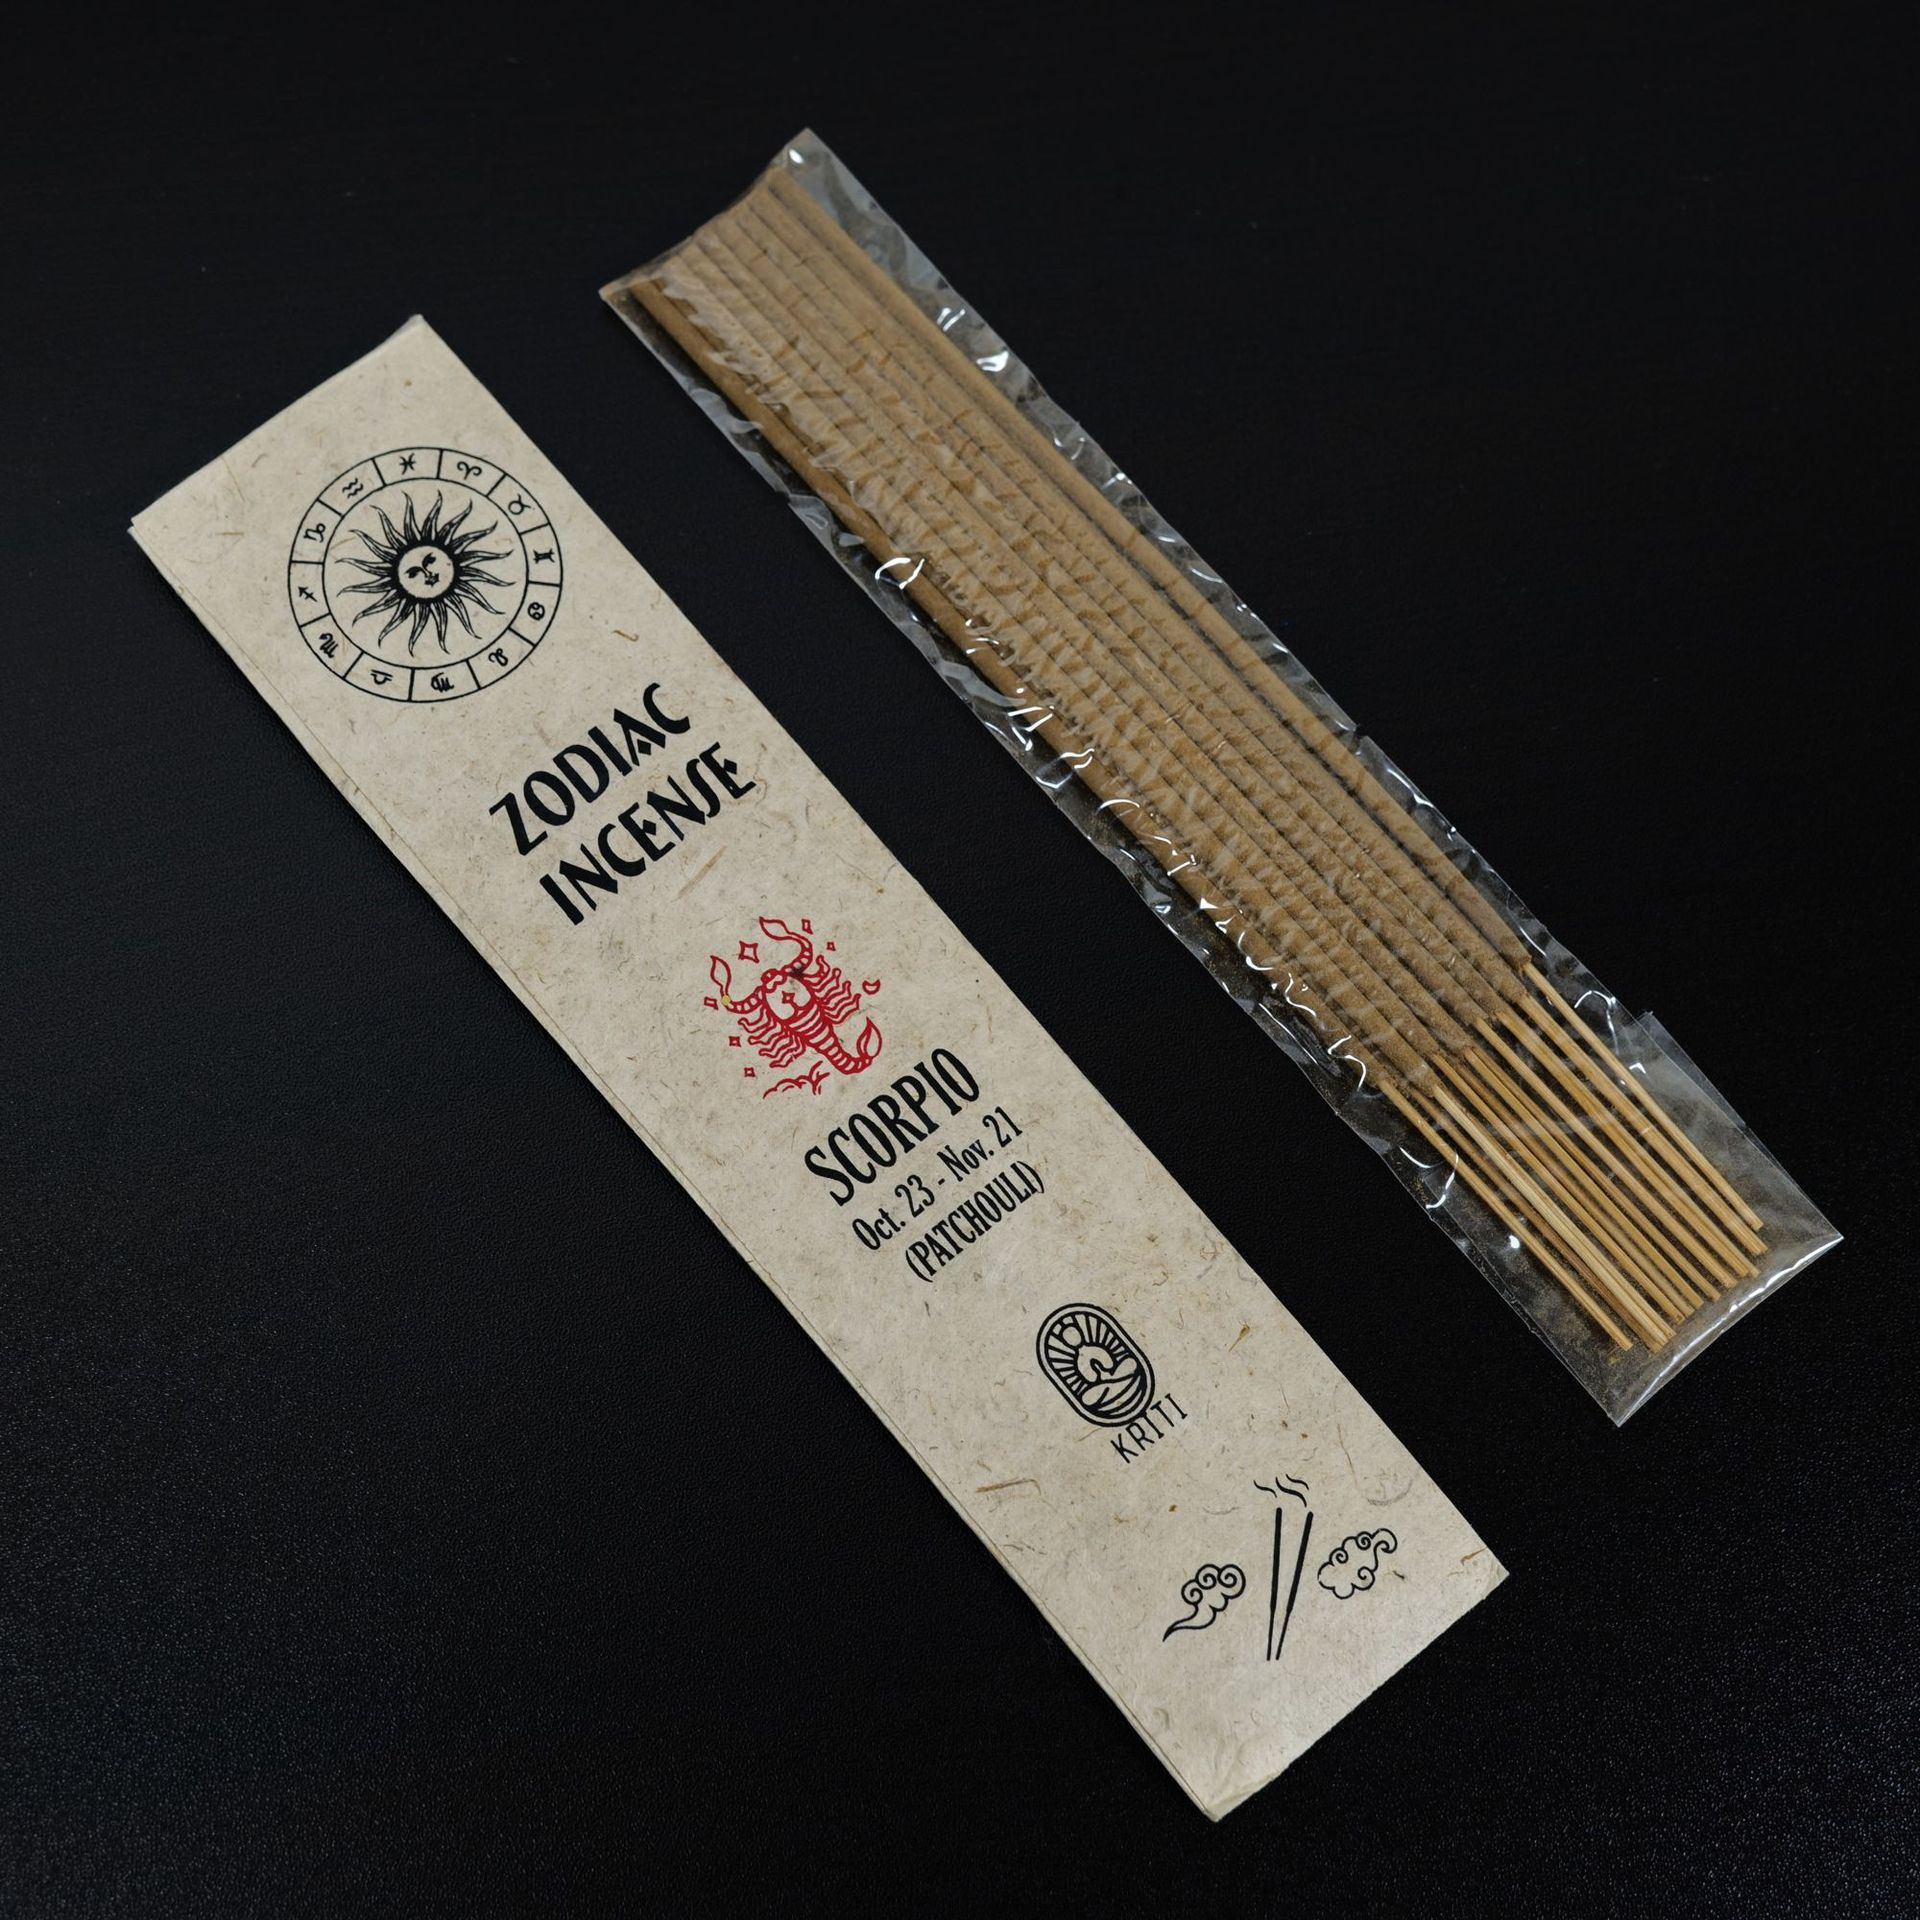 ZODIAC
INCENSE
SCORPIO
Oct. 23 - Nov. 21
(PATCHOULI)
KRITI